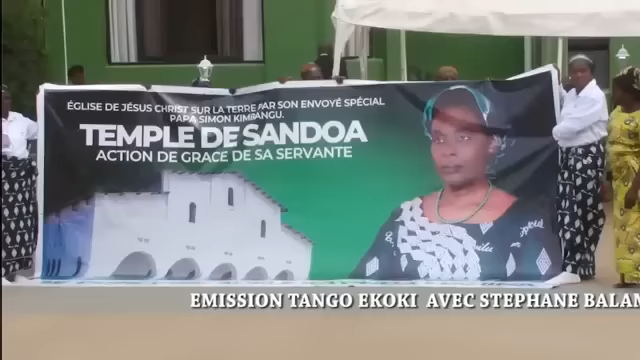 ÉGLISE DE JÉSUS CHRIST SUR LA TERRE PAR SON ENVOYÉ SPÉCIAL
PAPA SIMON KIMBANGU.
TEMPLE DE SANDOA
ACTION DE GRACE DE SA SERVANTE
EMISSION TANGO EKOKI AVEC STEPHANE BALAM